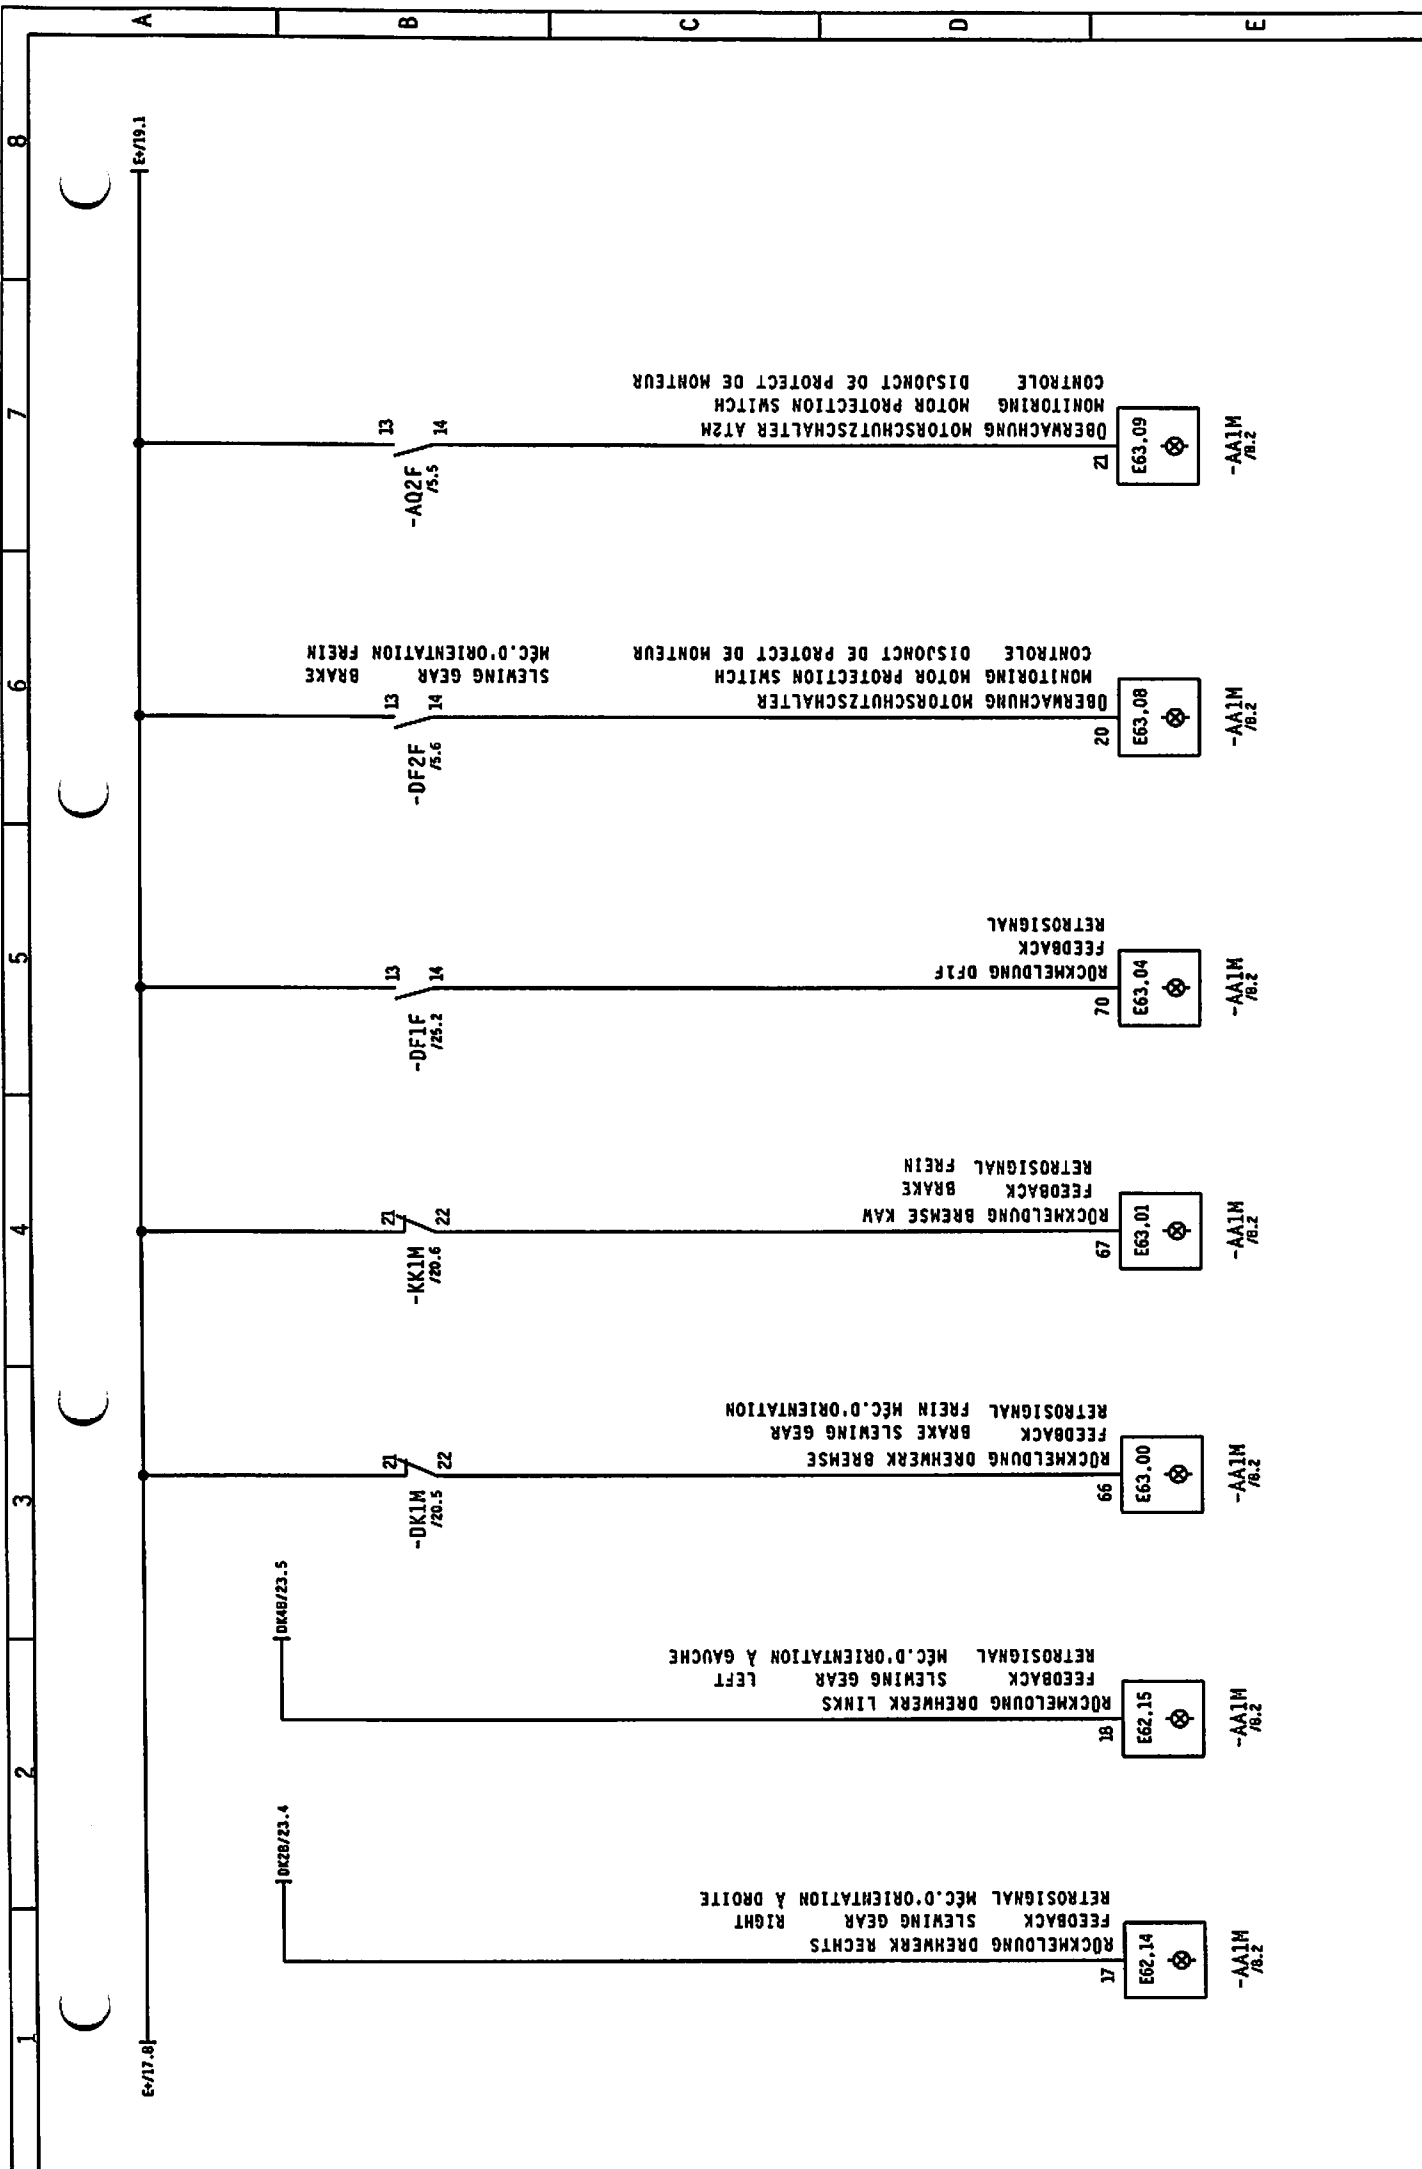 1
2
3
4
5
6
7
8
A
B
C
D
E
E+/17.8
E+/19.1
DK2B/23.4
RÜCKMELDUNG DREHWERK RECHTS
FEEDBACK SLEWING GEAR RIGHT
RETROSIGNAL MÉC.D'ORIENTATION À DROITE
17
E62.14
-AA1M
/8.2
DK4B/23.5
RÜCKMELDUNG DREHWERK LINKS
FEEDBACK SLEWING GEAR LEFT
RETROSIGNAL MÉC.D'ORIENTATION À GAUCHE
18
E62.15
-AA1M
/8.2
-DK1M
/20.5
21
22
RÜCKMELDUNG DREHWERK BREMSE
FEEDBACK BRAKE SLEWING GEAR
RETROSIGNAL FREIN MÉC.D'ORIENTATION
66
E63.00
-AA1M
/8.2
-KK1M
/20.6
21
22
RÜCKMELDUNG BREMSE KAW
FEEDBACK BRAKE
RETROSIGNAL FREIN
67
E63.01
-AA1M
/8.2
-DF1F
/25.2
13
14
RÜCKMELDUNG DF1F
FEEDBACK
RETROSIGNAL
70
E63.04
-AA1M
/8.2
-DF2F
/5.6
13
14
SLEWING GEAR BRAKE
MÉC.D'ORIENTATION FREIN
ÜBERWACHUNG MOTORSCHUTZSCHALTER
MONITORING MOTOR PROTECTION SWITCH
CONTROLE DISJONCT DE PROTECT DE MONTEUR
20
E63.08
-AA1M
/8.2
-AQ2F
/5.5
13
14
ÜBERWACHUNG MOTORSCHUTZSCHALTER AT2M
MONITORING MOTOR PROTECTION SWITCH
CONTROLE DISJONCT DE PROTECT DE MONTEUR
21
E63.09
-AA1M
/8.2